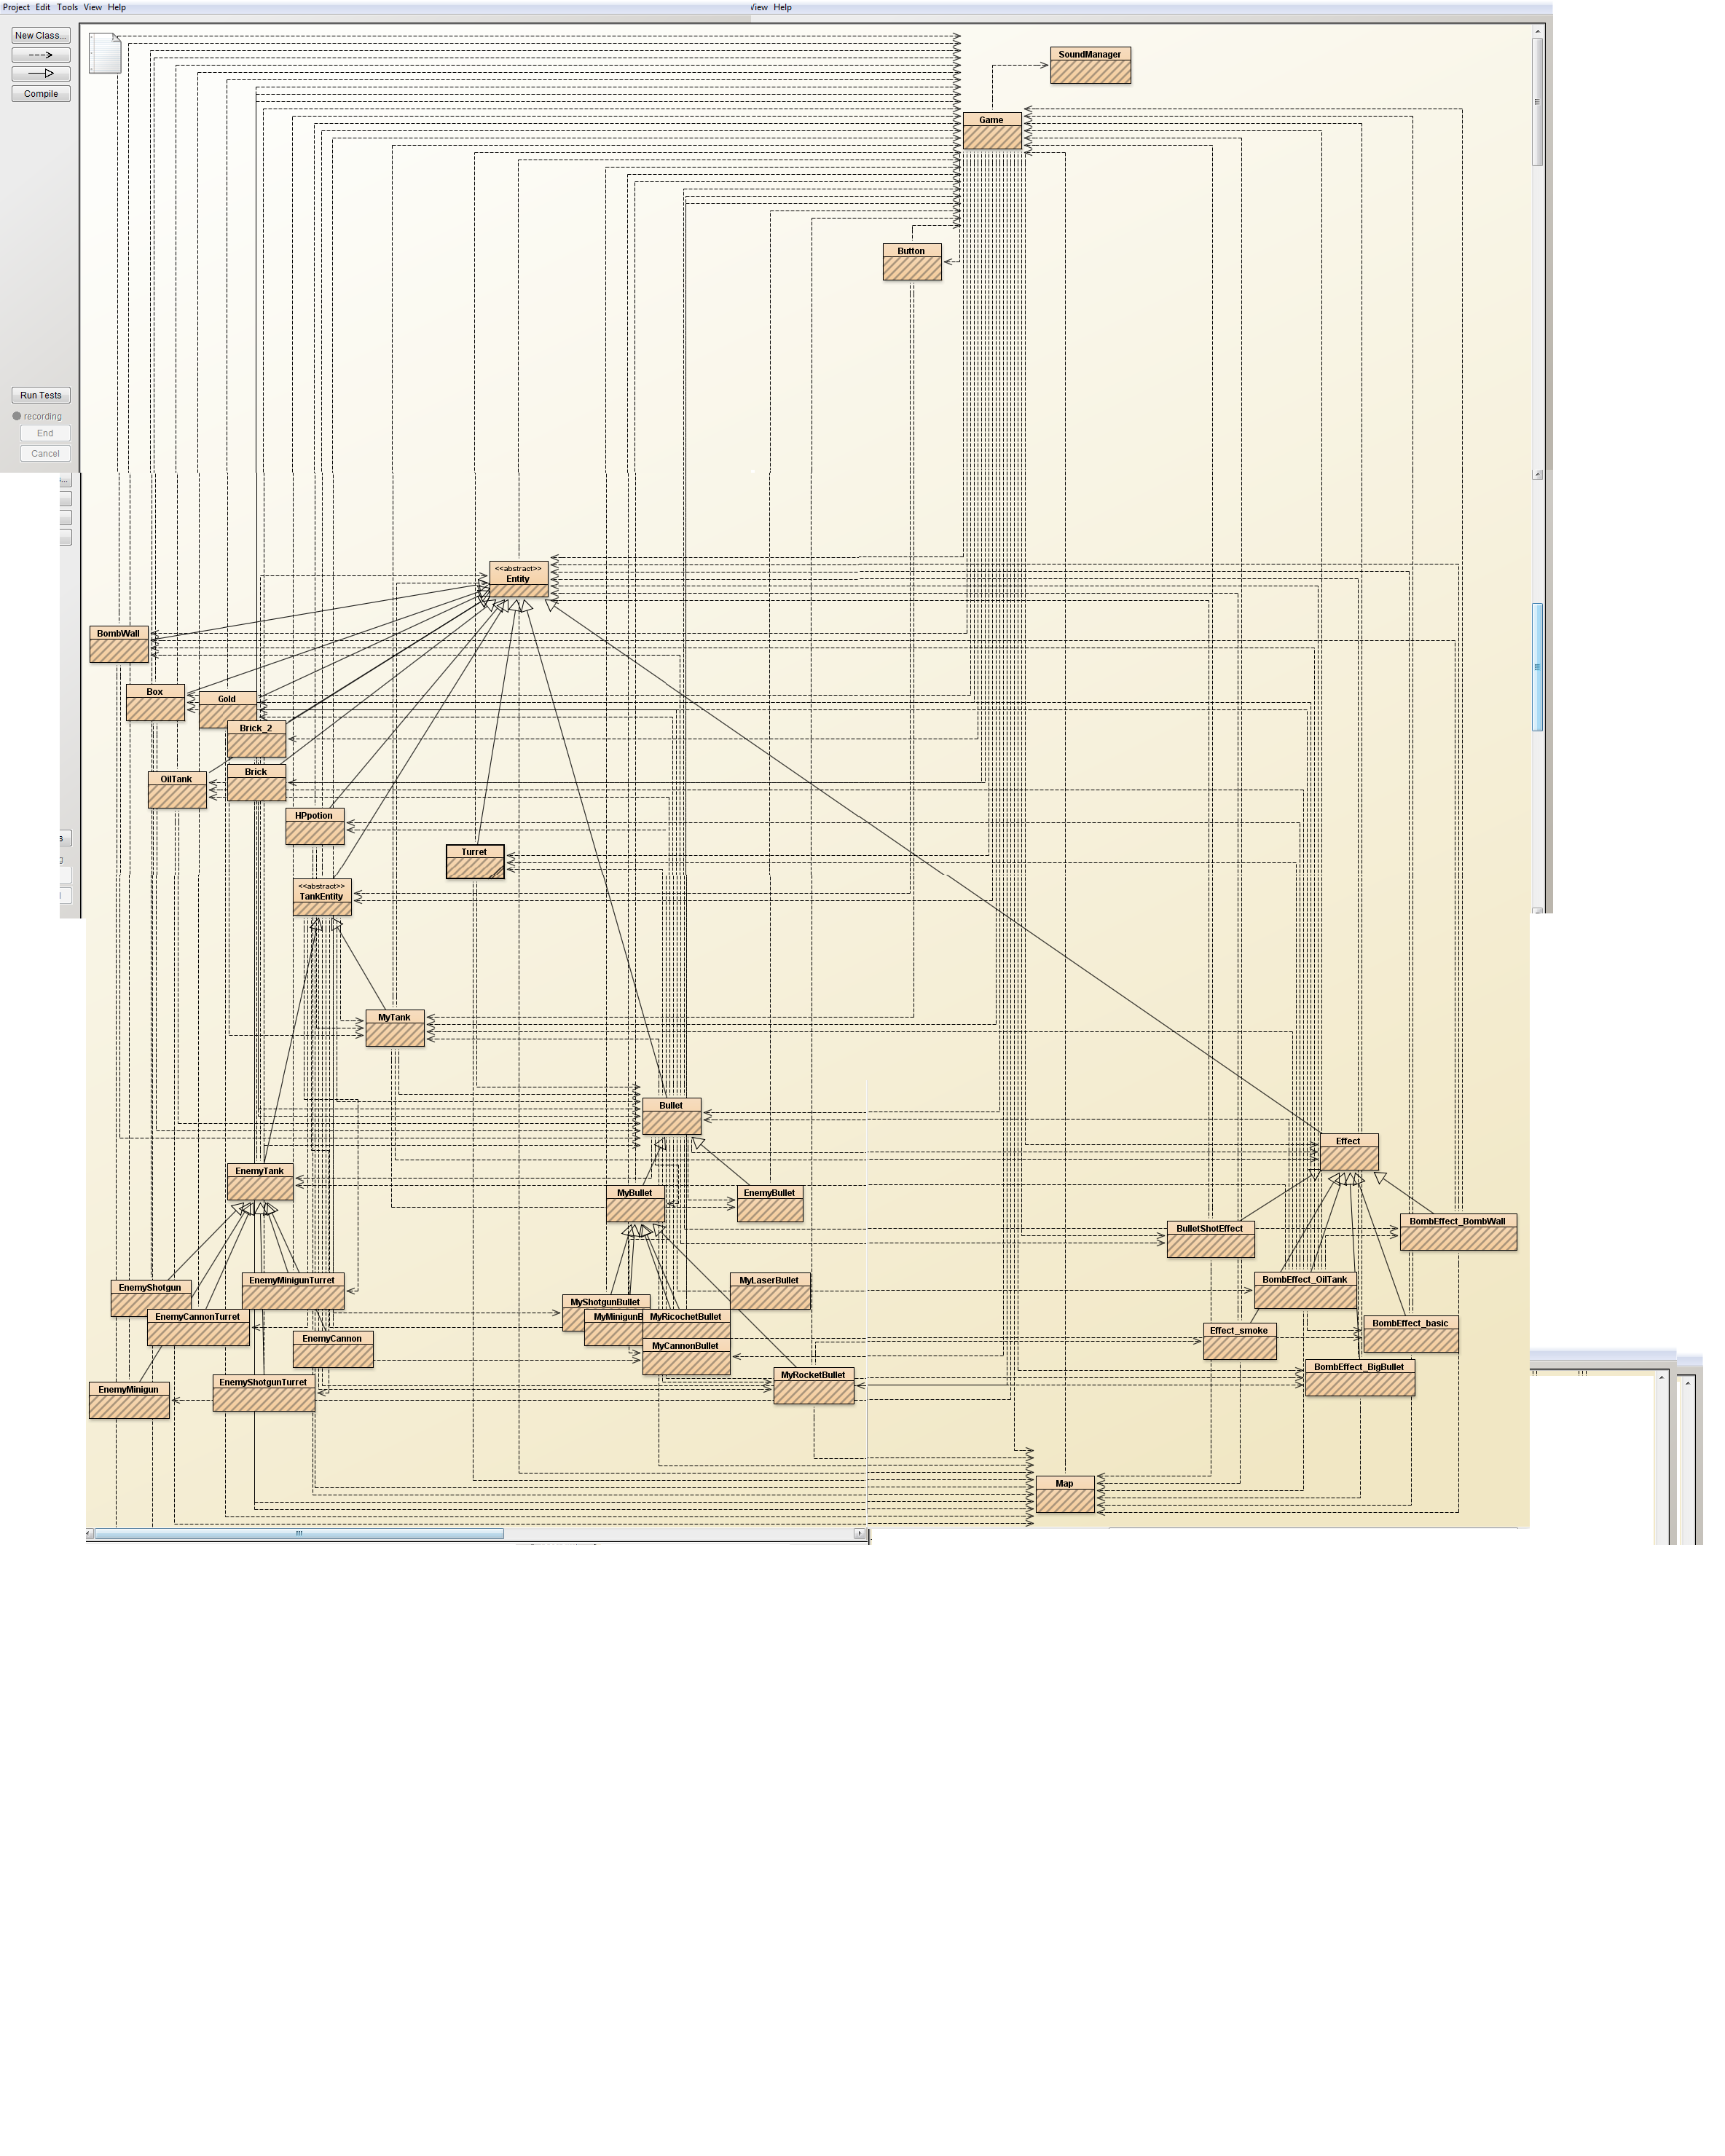 Project Edit Tools View Help
View Help
New Class...
Compile
SoundManager
Game
Button
Run Tests
recording
End
Cancel
<<abstract>>
Entity
BombWall
Box
Gold
Brick_2
Brick
OilTank
HPpotion
Turret
<<abstract>>
TankEntity
MyTank
Bullet
Effect
EnemyTank
MyBullet
EnemyBullet
BombEffect_BombWall
BulletShotEffect
EnemyMinigunTurret
MyLaserBullet
BombEffect_OilTank
EnemyShotgun
MyShotgunBullet
EnemyCannonTurret
MyMinigunB
MyRicochetBullet
BombEffect_basic
Effect_smoke
EnemyCannon
MyCannonBullet
BombEffect_BigBullet
MyRocketBullet
EnemyShotgunTurret
EnemyMinigun
Map